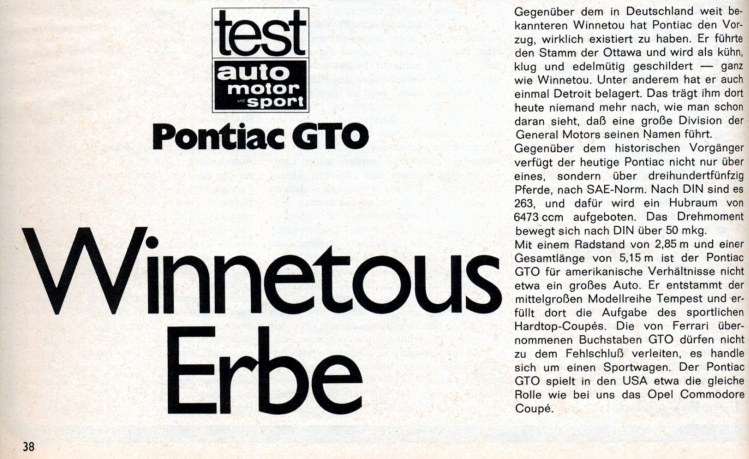 test
auto
motor
und sport
Pontiac GTO
Winnetous
Erbe
Gegenüber dem in Deutschland weit be-
kannteren Winnetou hat Pontiac den Vor-
zug, wirklich existiert zu haben. Er führte
den Stamm der Ottawa und wird als kühn,
klug und edelmütig geschildert — ganz
wie Winnetou. Unter anderem hat er auch
einmal Detroit belagert. Das trägt ihm dort
heute niemand mehr nach, wie man schon
daran sieht, daß eine große Division der
General Motors seinen Namen führt.
Gegenüber dem historischen Vorgänger
verfügt der heutige Pontiac nicht nur über
eines, sondern über dreihundertfünfzig
Pferde, nach SAE-Norm. Nach DIN sind es
263, und dafür wird ein Hubraum von
6473 ccm aufgeboten. Das Drehmoment
bewegt sich nach DIN über 50 mkg.
Mit einem Radstand von 2,85 m und einer
Gesamtlänge von 5,15 m ist der Pontiac
GTO für amerikanische Verhältnisse nicht
etwa ein großes Auto. Er entstammt der
mittelgroßen Modellreihe Tempest und er-
füllt dort die Aufgabe des sportlichen
Hardtop-Coupés. Die von Ferrari über-
nommenen Buchstaben GTO dürfen nicht
zu dem Fehlschluß verleiten, es handle
sich um einen Sportwagen. Der Pontiac
GTO spielt in den USA etwa die gleiche
Rolle wie bei uns das Opel Commodore
Coupé.
38